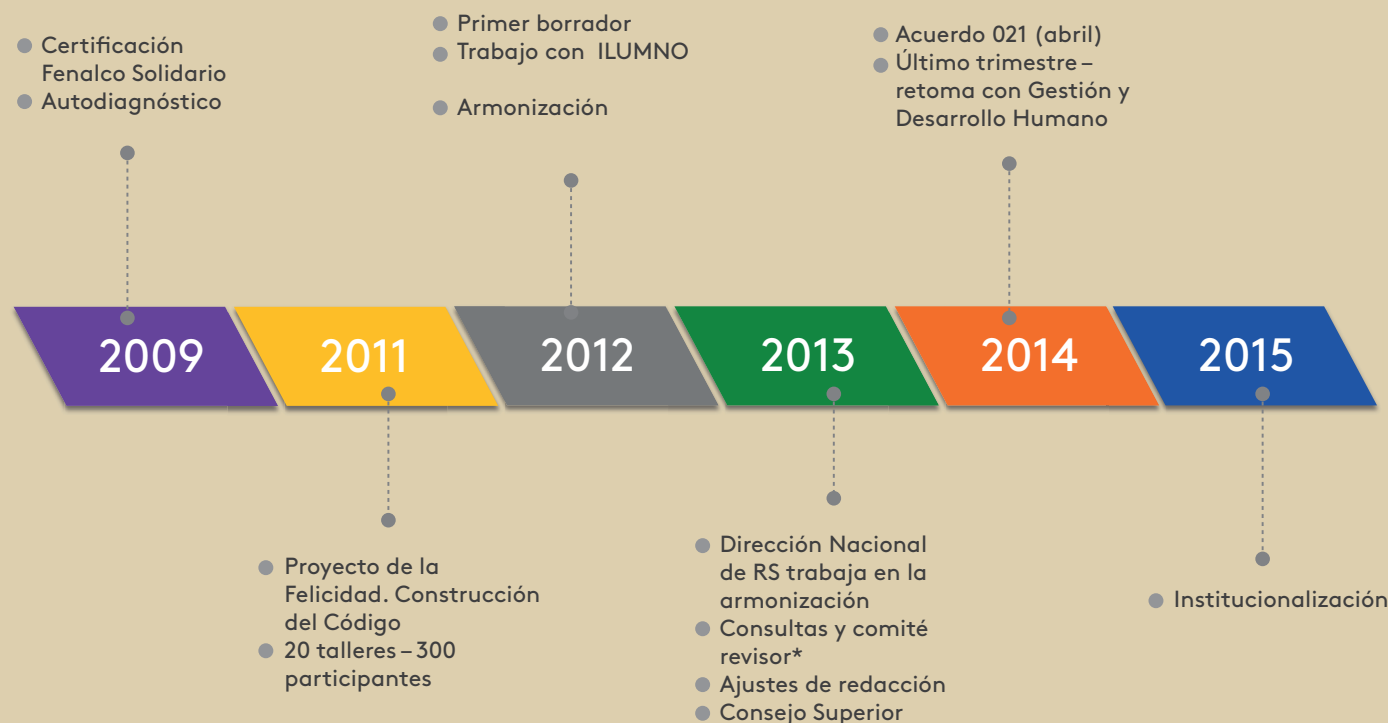 Certificación
Fenalco Solidario
Autodiagnóstico
Primer borrador
Trabajo con ILUMNO
Armonización
Acuerdo 021 (abril)
Último trimestre –
retoma con Gestión y
Desarrollo Humano
2009
2011
2012
2013
2014
2015
Proyecto de la
Felicidad. Construcción
del Código
20 talleres – 300
participantes
Dirección Nacional
de RS trabaja en la
armonización
Consultas y comité
revisor*
Ajustes de redacción
Consejo Superior
Institucionalización